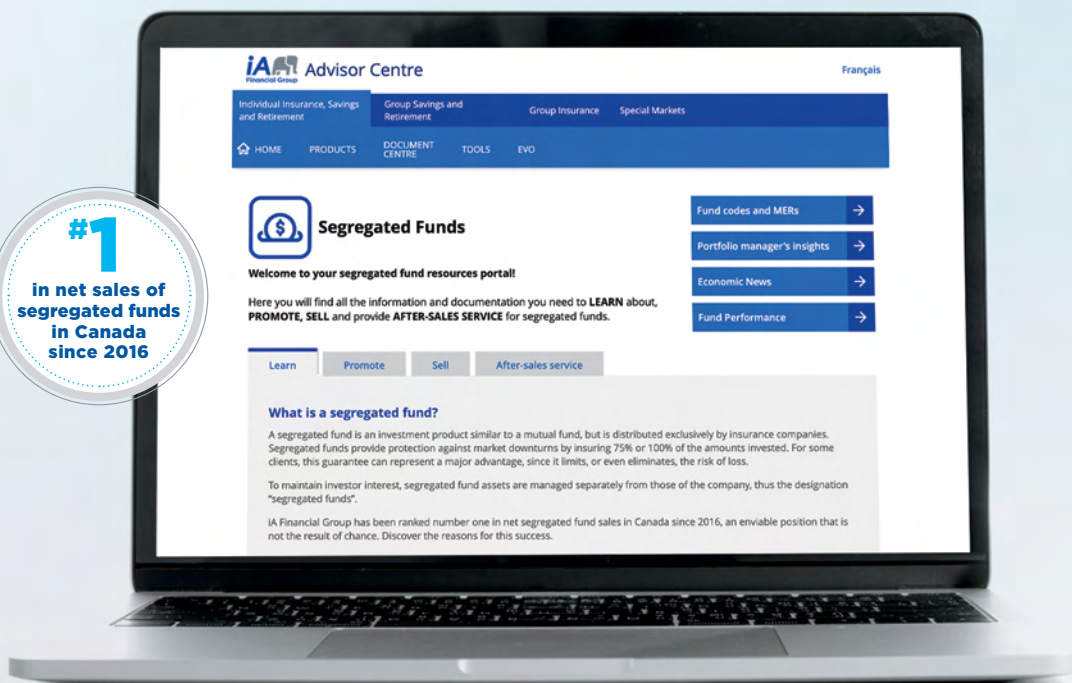 iA
Financial Group
Advisor Centre
Français
Individual Insurance, Savings
and Retirement
Group Savings and
Retirement
Group Insurance
Special Markets
HOME
PRODUCTS
DOCUMENT
CENTRE
TOOLS
EVO
$
Segregated Funds
Fund codes and MERs
Portfolio manager's insights
Economic News
Fund Performance
Welcome to your segregated fund resources portal!
Here you will find all the information and documentation you need to LEARN about,
PROMOTE, SELL and provide AFTER-SALES SERVICE for segregated funds.
#1
in net sales of
segregated funds
in Canada
since 2016
Learn
Promote
Sell
After-sales service
What is a segregated fund?
A segregated fund is an investment product similar to a mutual fund, but is distributed exclusively by insurance companies.
Segregated funds provide protection against market downturns by insuring 75% or 100% of the amounts invested. For some
clients, this guarantee can represent a major advantage, since it limits, or even eliminates, the risk of loss.
To maintain investor interest, segregated fund assets are managed separately from those of the company, thus the designation
"segregated funds".
iA Financial Group has been ranked number one in net segregated fund sales in Canada since 2016, an enviable position that is
not the result of chance. Discover the reasons for this success.